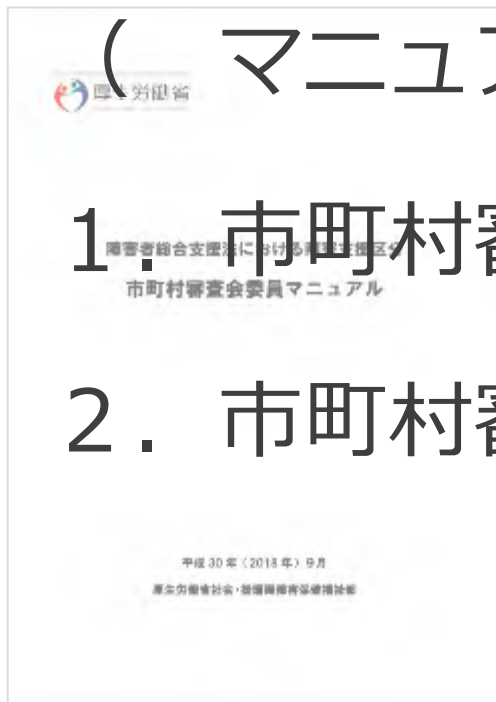 ( マニュア
厚生労働省
1. 市町村審
障害者総合支援法における障害支援区分
市町村審査会委員マニュアル
2. 市町村審
平成30年(2018年)9月
厚生労働省社会・援護局障害保健福祉部